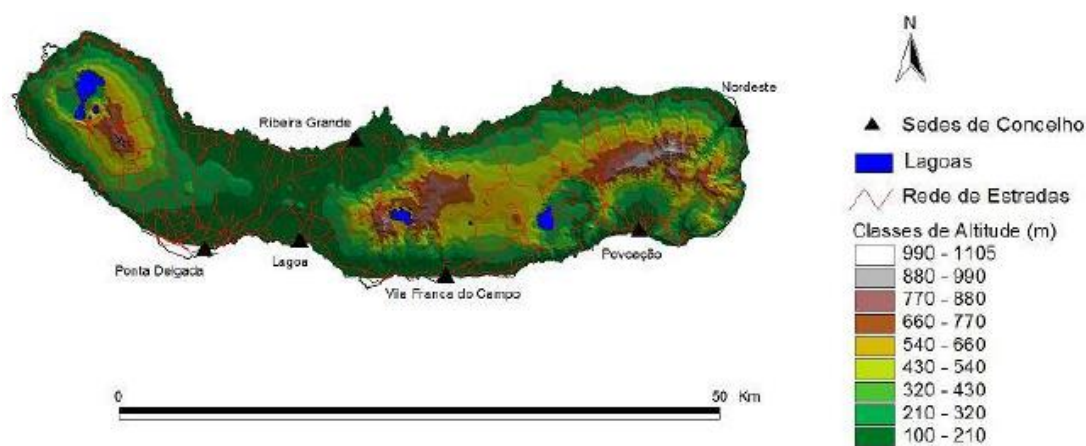 N
Nordeste
Ribeira Grande
Ponta Delgada
Lagoa
Vila Franca do Campo
Povoação
Sedes de Concelho
Lagoas
Rede de Estradas
Classes de Altitude (m)
990 - 1105
880 - 990
770 - 880
660 - 770
540 - 660
430 - 540
320 - 430
210 - 320
100 - 210
0 50 Km